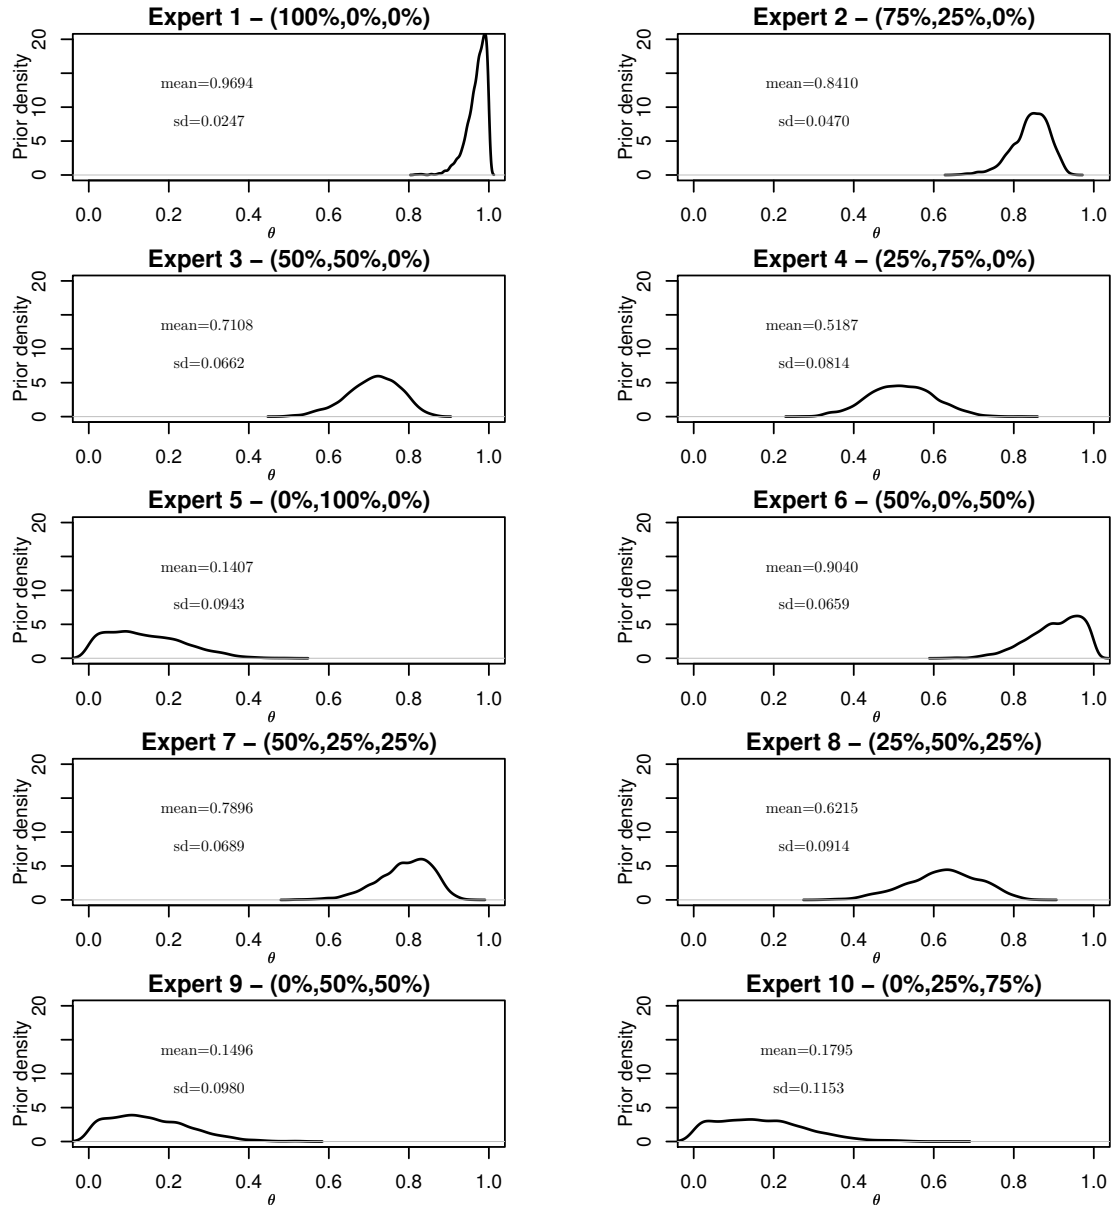 Expert 1 − (100%,0%,0%)
Prior density
0 5 10 20
mean=0.9694
sd=0.0247
0.0 0.2 0.4 0.6 0.8 1.0
θ
Expert 2 − (75%,25%,0%)
Prior density
0 5 10 20
mean=0.8410
sd=0.0470
0.0 0.2 0.4 0.6 0.8 1.0
θ
Expert 3 − (50%,50%,0%)
Prior density
0 5 10 20
mean=0.7108
sd=0.0662
0.0 0.2 0.4 0.6 0.8 1.0
θ
Expert 4 − (25%,75%,0%)
Prior density
0 5 10 20
mean=0.5187
sd=0.0814
0.0 0.2 0.4 0.6 0.8 1.0
θ
Expert 5 − (0%,100%,0%)
Prior density
0 5 10 20
mean=0.1407
sd=0.0943
0.0 0.2 0.4 0.6 0.8 1.0
θ
Expert 6 − (50%,0%,50%)
Prior density
0 5 10 20
mean=0.9040
sd=0.0659
0.0 0.2 0.4 0.6 0.8 1.0
θ
Expert 7 − (50%,25%,25%)
Prior density
0 5 10 20
mean=0.7896
sd=0.0689
0.0 0.2 0.4 0.6 0.8 1.0
θ
Expert 8 − (25%,50%,25%)
Prior density
0 5 10 20
mean=0.6215
sd=0.0914
0.0 0.2 0.4 0.6 0.8 1.0
θ
Expert 9 − (0%,50%,50%)
Prior density
0 5 10 20
mean=0.1496
sd=0.0980
0.0 0.2 0.4 0.6 0.8 1.0
θ
Expert 10 − (0%,25%,75%)
Prior density
0 5 10 20
mean=0.1795
sd=0.1153
0.0 0.2 0.4 0.6 0.8 1.0
θ